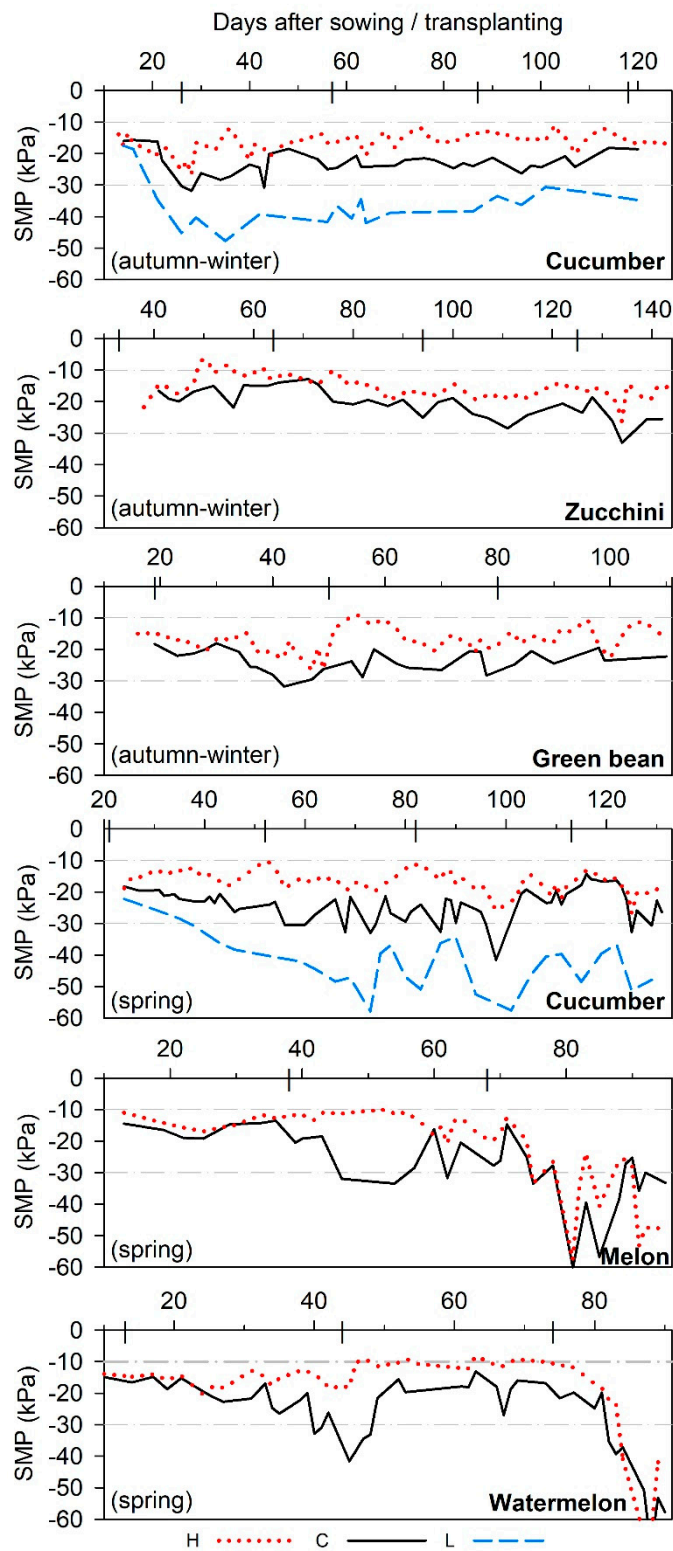 Days after sowing / transplanting
20 40 60 80 100 120
0
-10
-20
-30
-40
-50
-60
SMP (kPa)
(autumn-winter)
Cucumber
40 60 80 100 120 140
0
-10
-20
-30
-40
-50
-60
SMP (kPa)
(autumn-winter)
Zucchini
20 40 60 80 100
0
-10
-20
-30
-40
-50
-60
SMP (kPa)
(autumn-winter)
Green bean
20 40 60 80 100 120
0
-10
-20
-30
-40
-50
-60
SMP (kPa)
(spring)
Cucumber
20 40 60 80
0
-10
-20
-30
-40
-50
-60
SMP (kPa)
(spring)
Melon
20 40 60 80
0
-10
-20
-30
-40
-50
-60
SMP (kPa)
(spring)
Watermelon
H C L